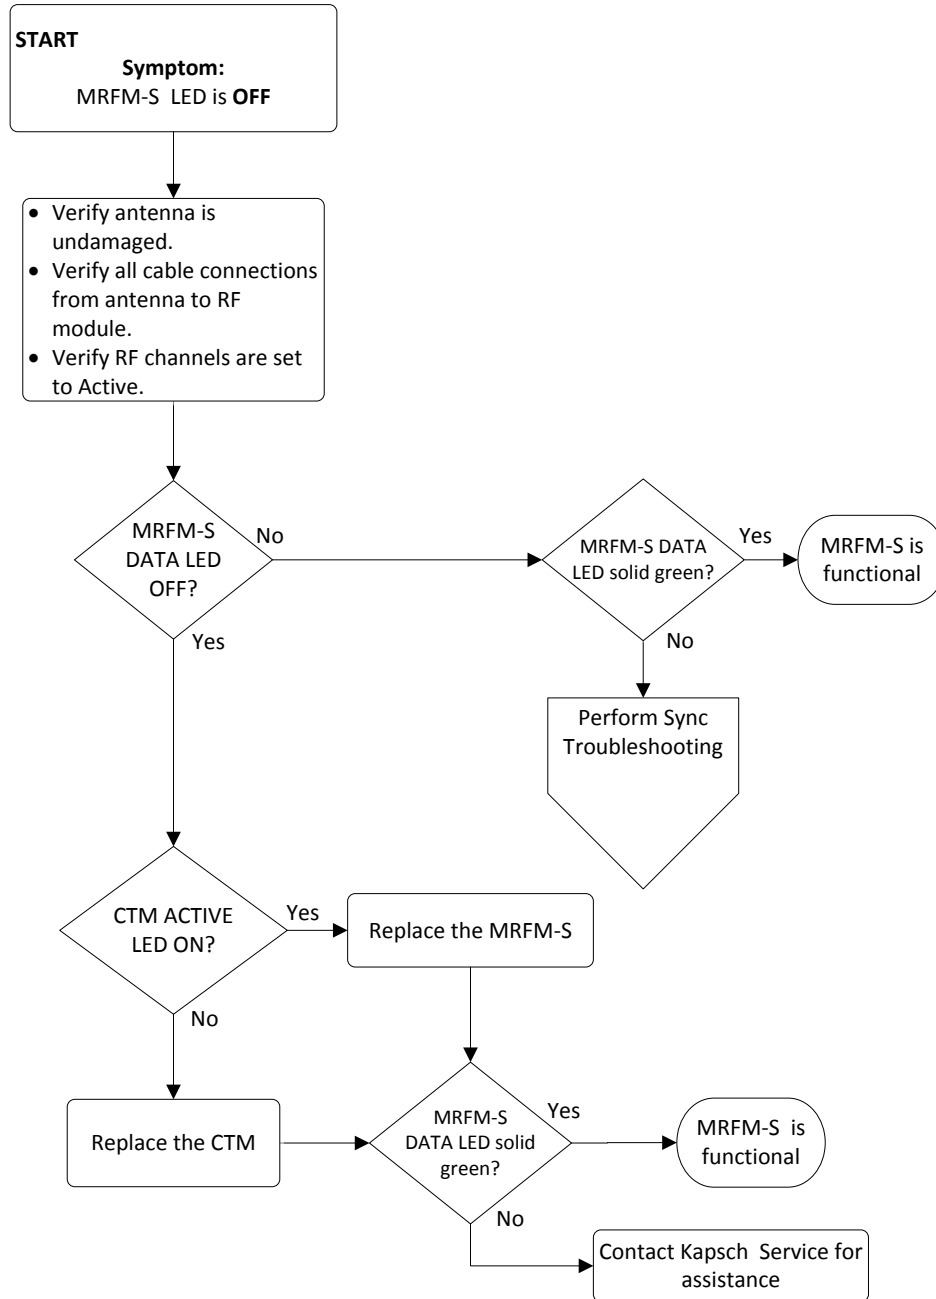 START
Symptom:
MRFM-S LED is OFF
• Verify antenna is
undamaged.
• Verify all cable connections
from antenna to RF
module.
• Verify RF channels are set
to Active.
MRFM-S
DATA LED
OFF?
No
MRFM-S DATA
LED solid green?
Yes
MRFM-S is
functional
Yes
No
Perform Sync
Troubleshooting
CTM ACTIVE
LED ON?
Yes
Replace the MRFM-S
No
Replace the CTM
MRFM-S
DATA LED solid
green?
Yes
MRFM-S is
functional
No
Contact Kapsch Service for
assistance